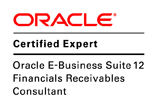 ORACLE®
Certified Expert
Oracle E-Business Suite 12
Financials Receivables
Consultant